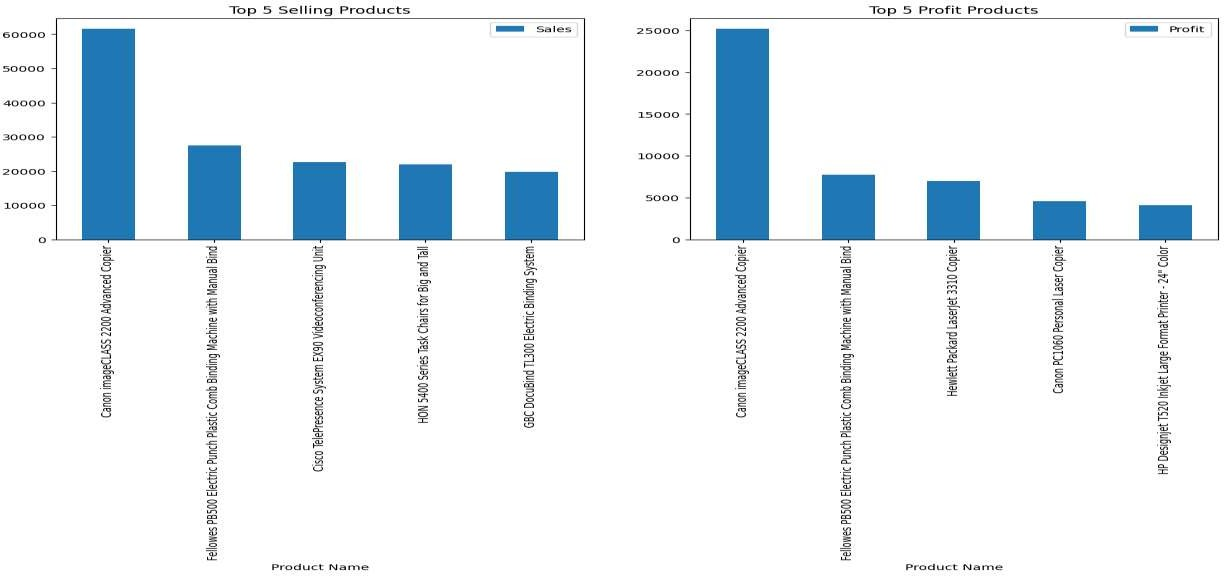 Top 5 Selling Products
Sales
60000
50000
40000
30000
20000
10000
0
Canon imageCLASS 2200 Advanced Copier
Fellowes PB500 Electric Punch Plastic Comb Binding Machine with Manual Bind
Cisco TelePresence System EX90 Videoconferencing Unit
HON 5400 Series Task Chairs for Big and Tall
GBC DocuBind TL300 Electric Binding System
Product Name
Top 5 Profit Products
Profit
25000
20000
15000
10000
5000
0
Canon imageCLASS 2200 Advanced Copier
Fellowes PB500 Electric Punch Plastic Comb Binding Machine with Manual Bind
Hewlett Packard LaserJet 3310 Copier
Canon PC1060 Personal Laser Copier
HP Designjet T520 Inkjet Large Format Printer - 24" Color
Product Name